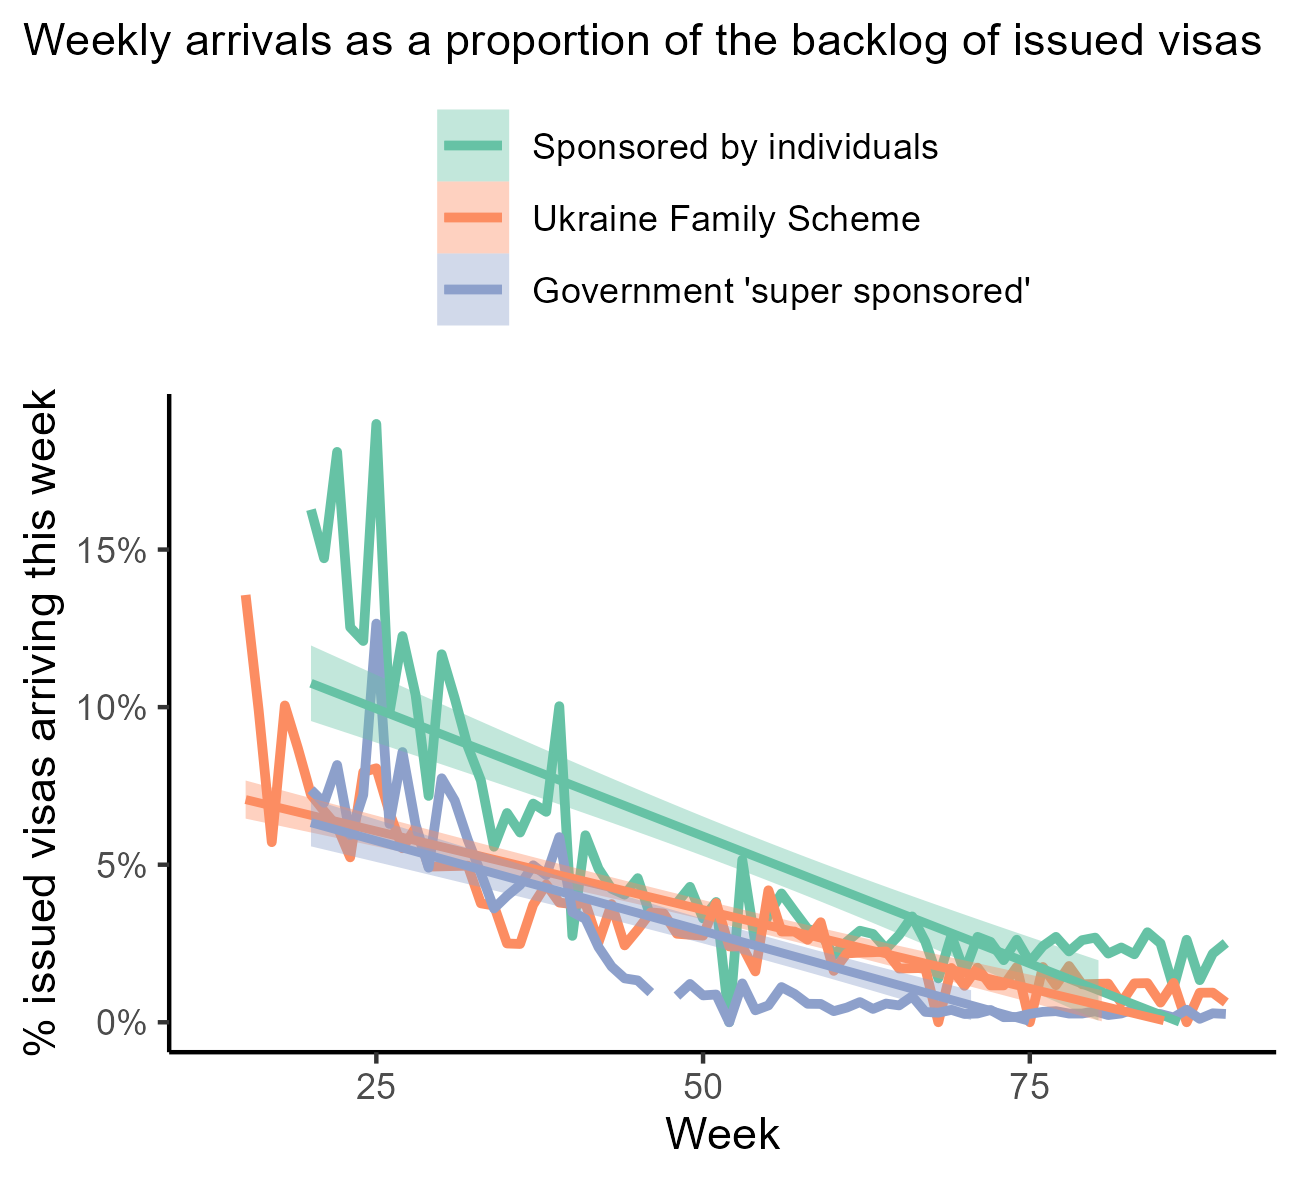 Weekly arrivals as a proportion of the backlog of issued visas
Sponsored by individuals
Ukraine Family Scheme
Government 'super sponsored'
% issued visas arriving this week
15%
10%
5%
0%
25 50 75
Week